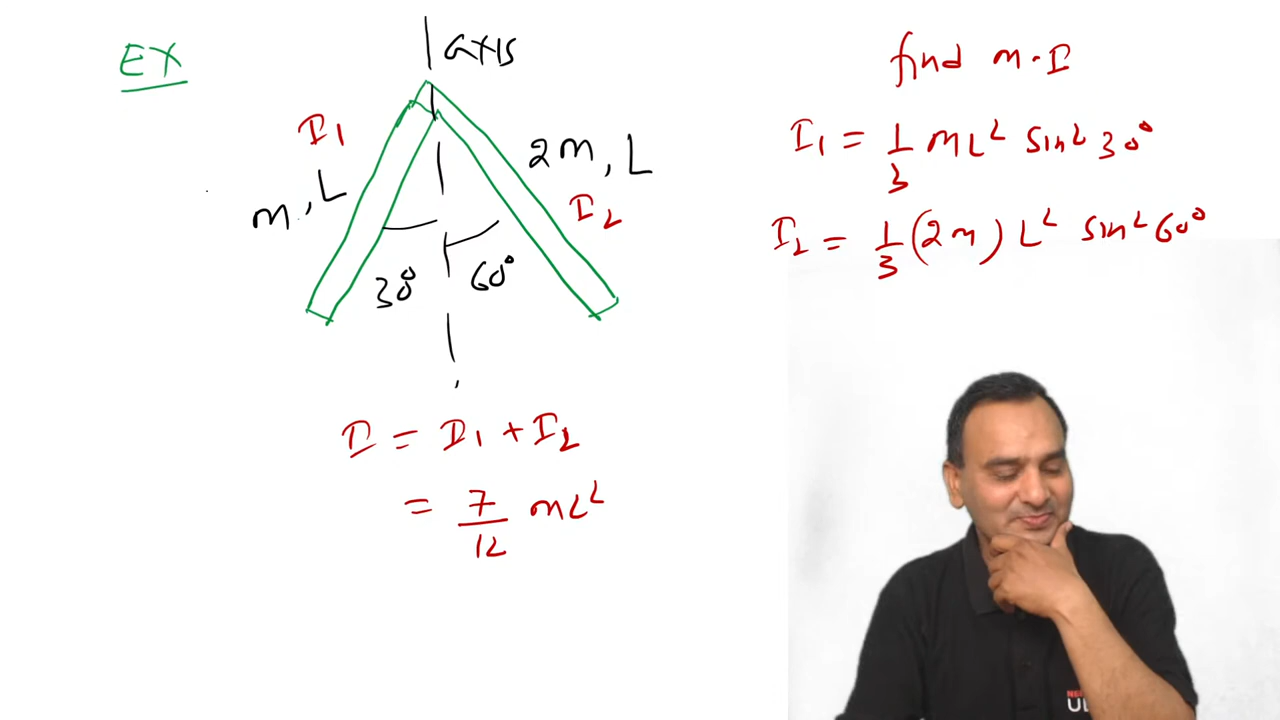 EX
axis
I₁
m, L
2m, L
I₂
30°
60°
I = I₁ + I₂
= 7/12 mL²
find M.I
I₁ = 1/3 mL² sin² 30°
I₂ = 1/3 (2m) L² sin² 60°